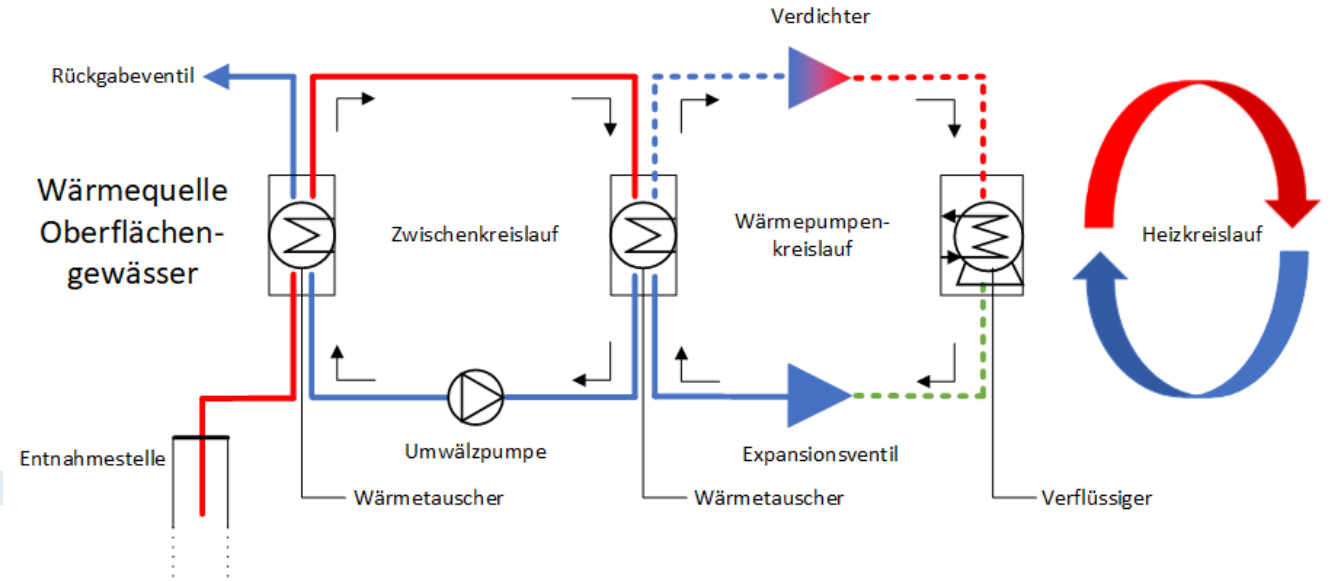 Verdichter
Rückgabeventil
Wärmequelle
Oberflächen-
gewässer
Zwischenkreislauf
Wärmepumpen-
kreislauf
Heizkreislauf
Entnahmestelle
Umwälzpumpe
Expansionsventil
Wärmetauscher
Wärmetauscher
Verflüssiger